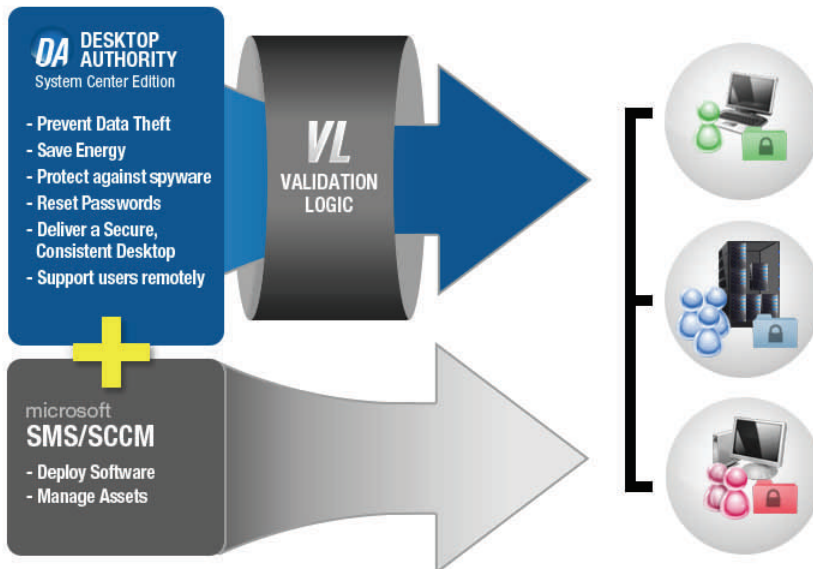 DA DESKTOP
AUTHORITY
System Center Edition
- Prevent Data Theft
- Save Energy
- Protect against spyware
- Reset Passwords
- Deliver a Secure,
Consistent Desktop
- Support users remotely
VL
VALIDATION
LOGIC
microsoft
SMS/SCCM
- Deploy Software
- Manage Assets